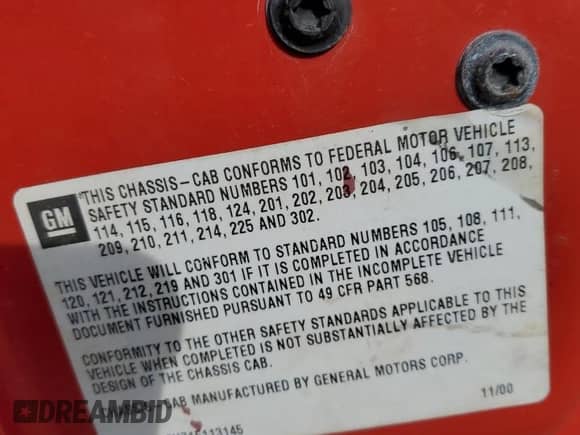 GM
THIS CHASSIS-CAB CONFORMS TO FEDERAL MOTOR VEHICLE
SAFETY STANDARD NUMBERS 101, 102, 103, 104, 106, 107, 113,
114, 115, 116, 118, 124, 201, 202, 203, 204, 205, 206, 207, 208,
209, 210, 211, 214, 225 AND 302.
THIS VEHICLE WILL CONFORM TO STANDARD NUMBERS 105, 108, 111,
120, 121, 212, 219 AND 301 IF IT IS COMPLETED IN ACCORDANCE
WITH THE INSTRUCTIONS CONTAINED IN THE INCOMPLETE VEHICLE
DOCUMENT FURNISHED PURSUANT TO 49 CFR PART 568.
CONFORMITY TO THE OTHER SAFETY STANDARDS APPLICABLE TO THIS
VEHICLE WHEN COMPLETED IS NOT SUBSTANTIALLY AFFECTED BY THE
DESIGN OF THE CHASSIS CAB.
MANUFACTURED BY GENERAL MOTORS CORP.
11/00
113145
DREAMBID